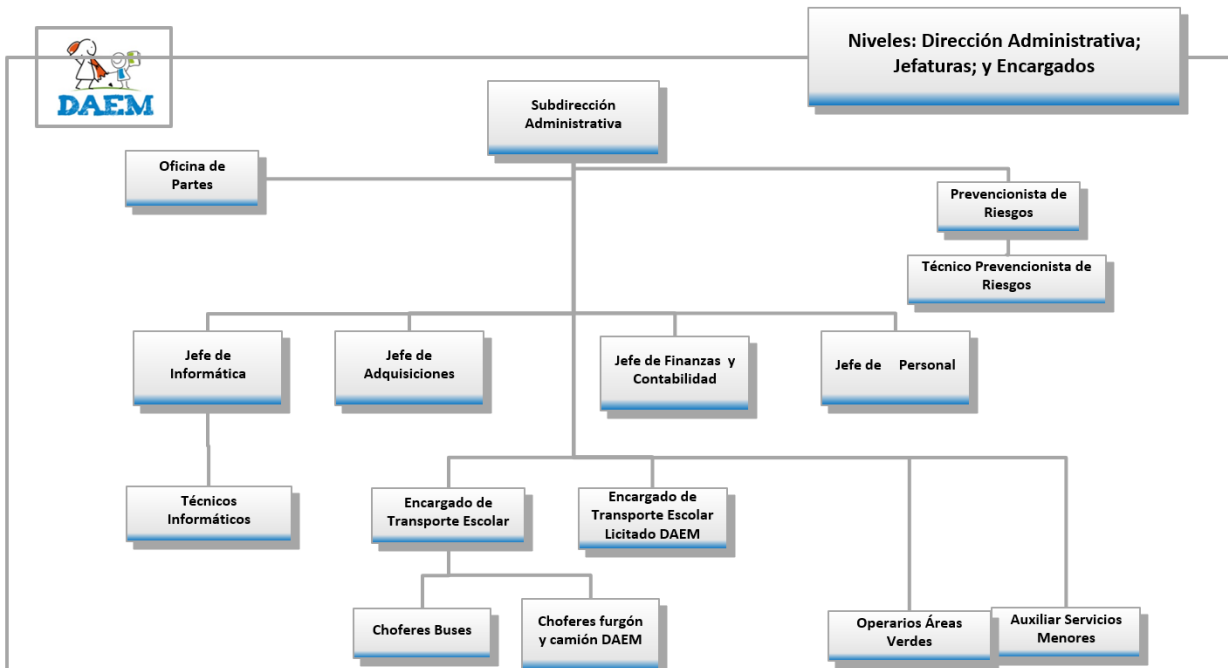 Niveles: Dirección Administrativa;
Jefaturas; y Encargados
DAEM
Subdirección
Administrativa
Oficina de
Partes
Prevencionista de
Riesgos
Técnico Prevencionista de
Riesgos
Jefe de
Informática
Jefe de
Adquisiciones
Jefe de Finanzas y
Contabilidad
Jefe de Personal
Técnicos
Informáticos
Encargado de
Transporte Escolar
Encargado de
Transporte Escolar
Licitado DAEM
Choferes Buses
Choferes furgón
y camión DAEM
Operarios Áreas
Verdes
Auxiliar Servicios
Menores